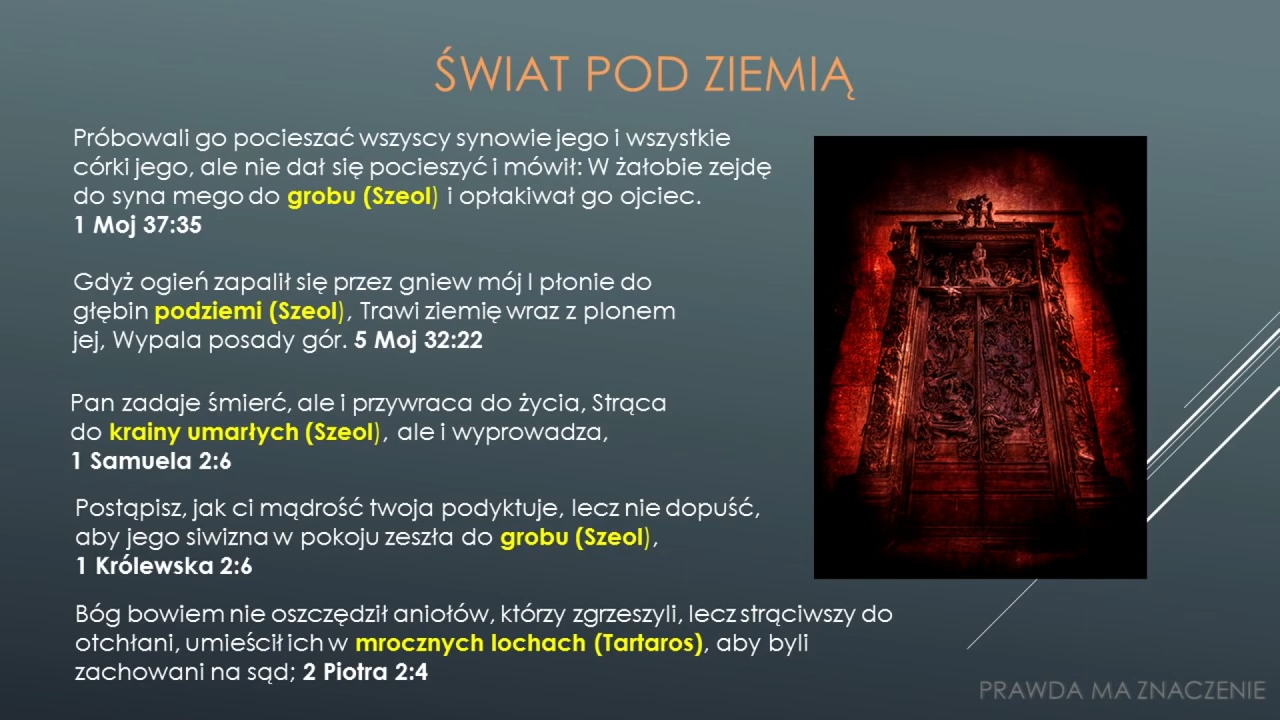 ŚWIAT POD ZIEMIĄ
Próbowali go pocieszać wszyscy synowie jego i wszystkie
córki jego, ale nie dał się pocieszyć i mówił: W żałobie zejdę
do syna mego do grobu (Szeol) i opłakiwał go ojciec.
1 Moj 37:35
Gdyż ogień zapalił się przez gniew mój I płonie do
głębin podziemi (Szeol), Trawi ziemię wraz z plonem
jej, Wypala posady gór. 5 Moj 32:22
Pan zadaje śmierć, ale i przywraca do życia, Strąca
do krainy umarłych (Szeol), ale i wyprowadza,
1 Samuela 2:6
Postąpisz, jak ci mądrość twoja podyktuje, lecz nie dopuść,
aby jego siwizna w pokoju zeszła do grobu (Szeol),
1 Królewska 2:6
Bóg bowiem nie oszczędził aniołów, którzy zgrzeszyli, lecz strąciwszy do
otchłani, umieścił ich w mrocznych lochach (Tartaros), aby byli
zachowani na sąd; 2 Piotra 2:4
PRAWDA MA ZNACZENIE